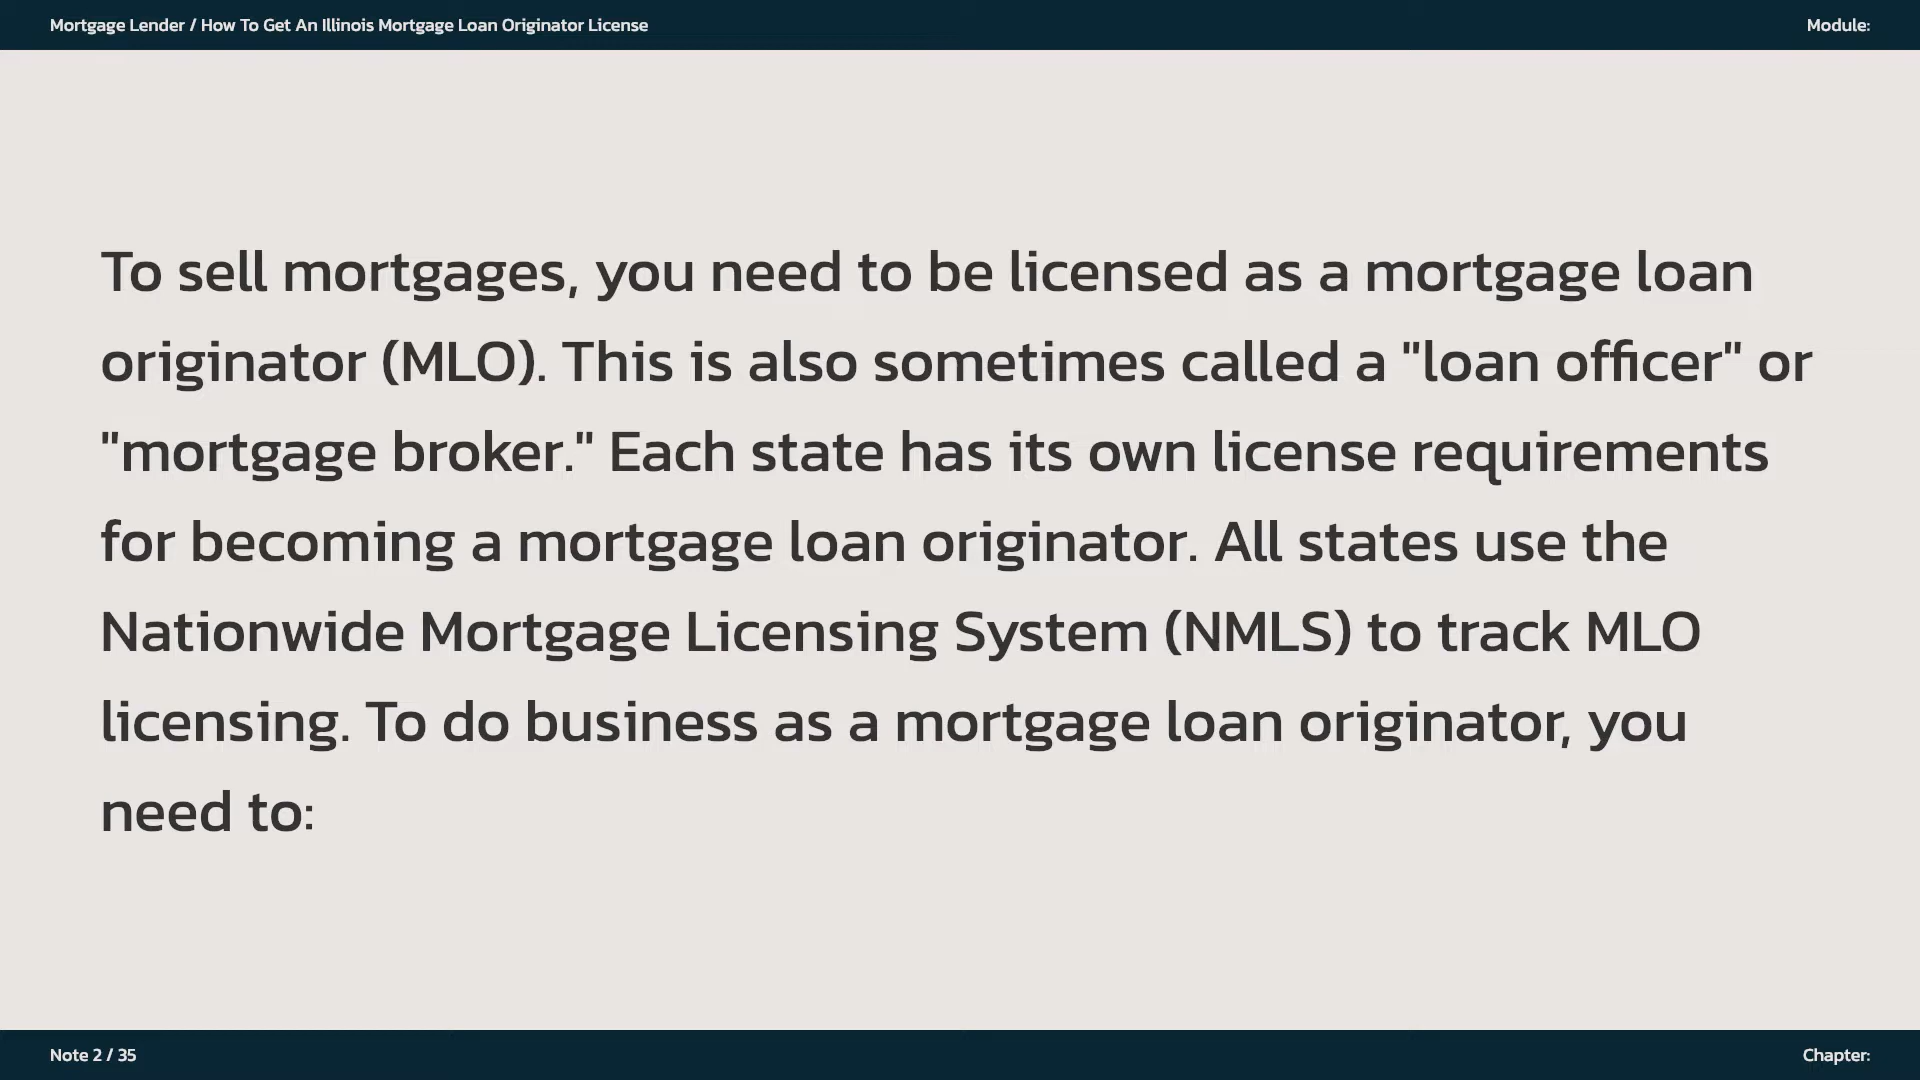 Mortgage Lender / How To Get An Illinois Mortgage Loan Originator License
Module:
To sell mortgages, you need to be licensed as a mortgage loan
originator (MLO). This is also sometimes called a "loan officer" or
"mortgage broker." Each state has its own license requirements
for becoming a mortgage loan originator. All states use the
Nationwide Mortgage Licensing System (NMLS) to track MLO
licensing. To do business as a mortgage loan originator, you
need to:
Note 2 / 35
Chapter: